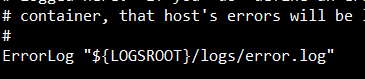 # container, that host's errors will be l
#
ErrorLog "${LOGSROOT}/logs/error.log"